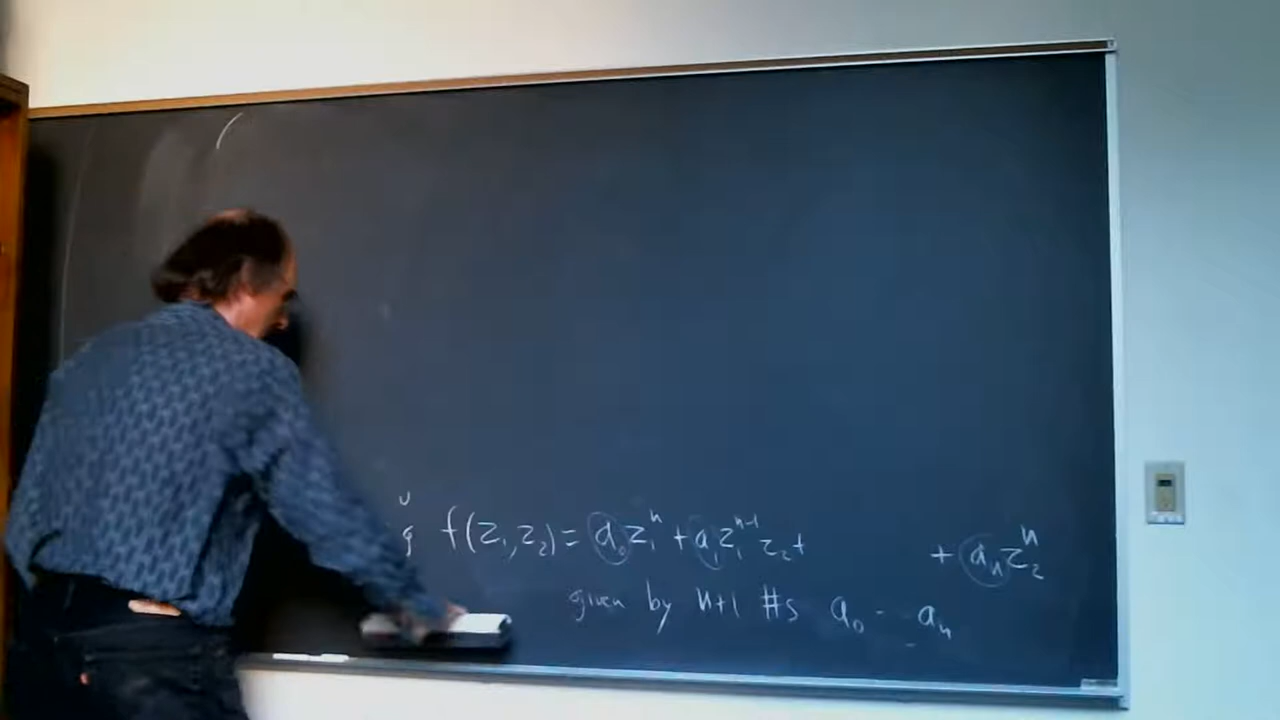 f(z₁,z₂) = a₀z₁ⁿ + a₁z₁ⁿ⁻¹z₂ + + aₙz₂ⁿ
given by n+1 #s a₀ - aₙ